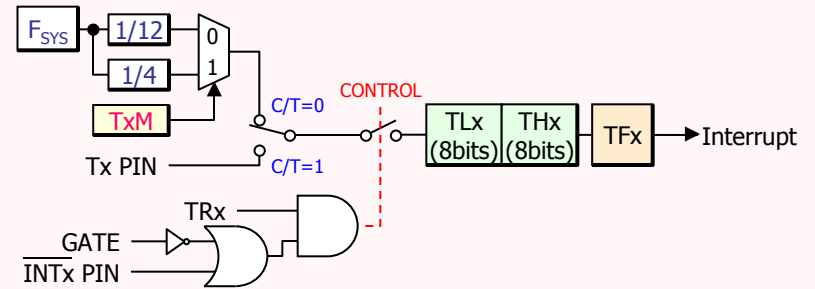 FSYS
1/12
0
1/4
1
TxM
C/T=0
CONTROL
TLx
(8bits)
THx
(8bits)
TFx
Interrupt
Tx PIN
C/T=1
TRx
GATE
INTx PIN